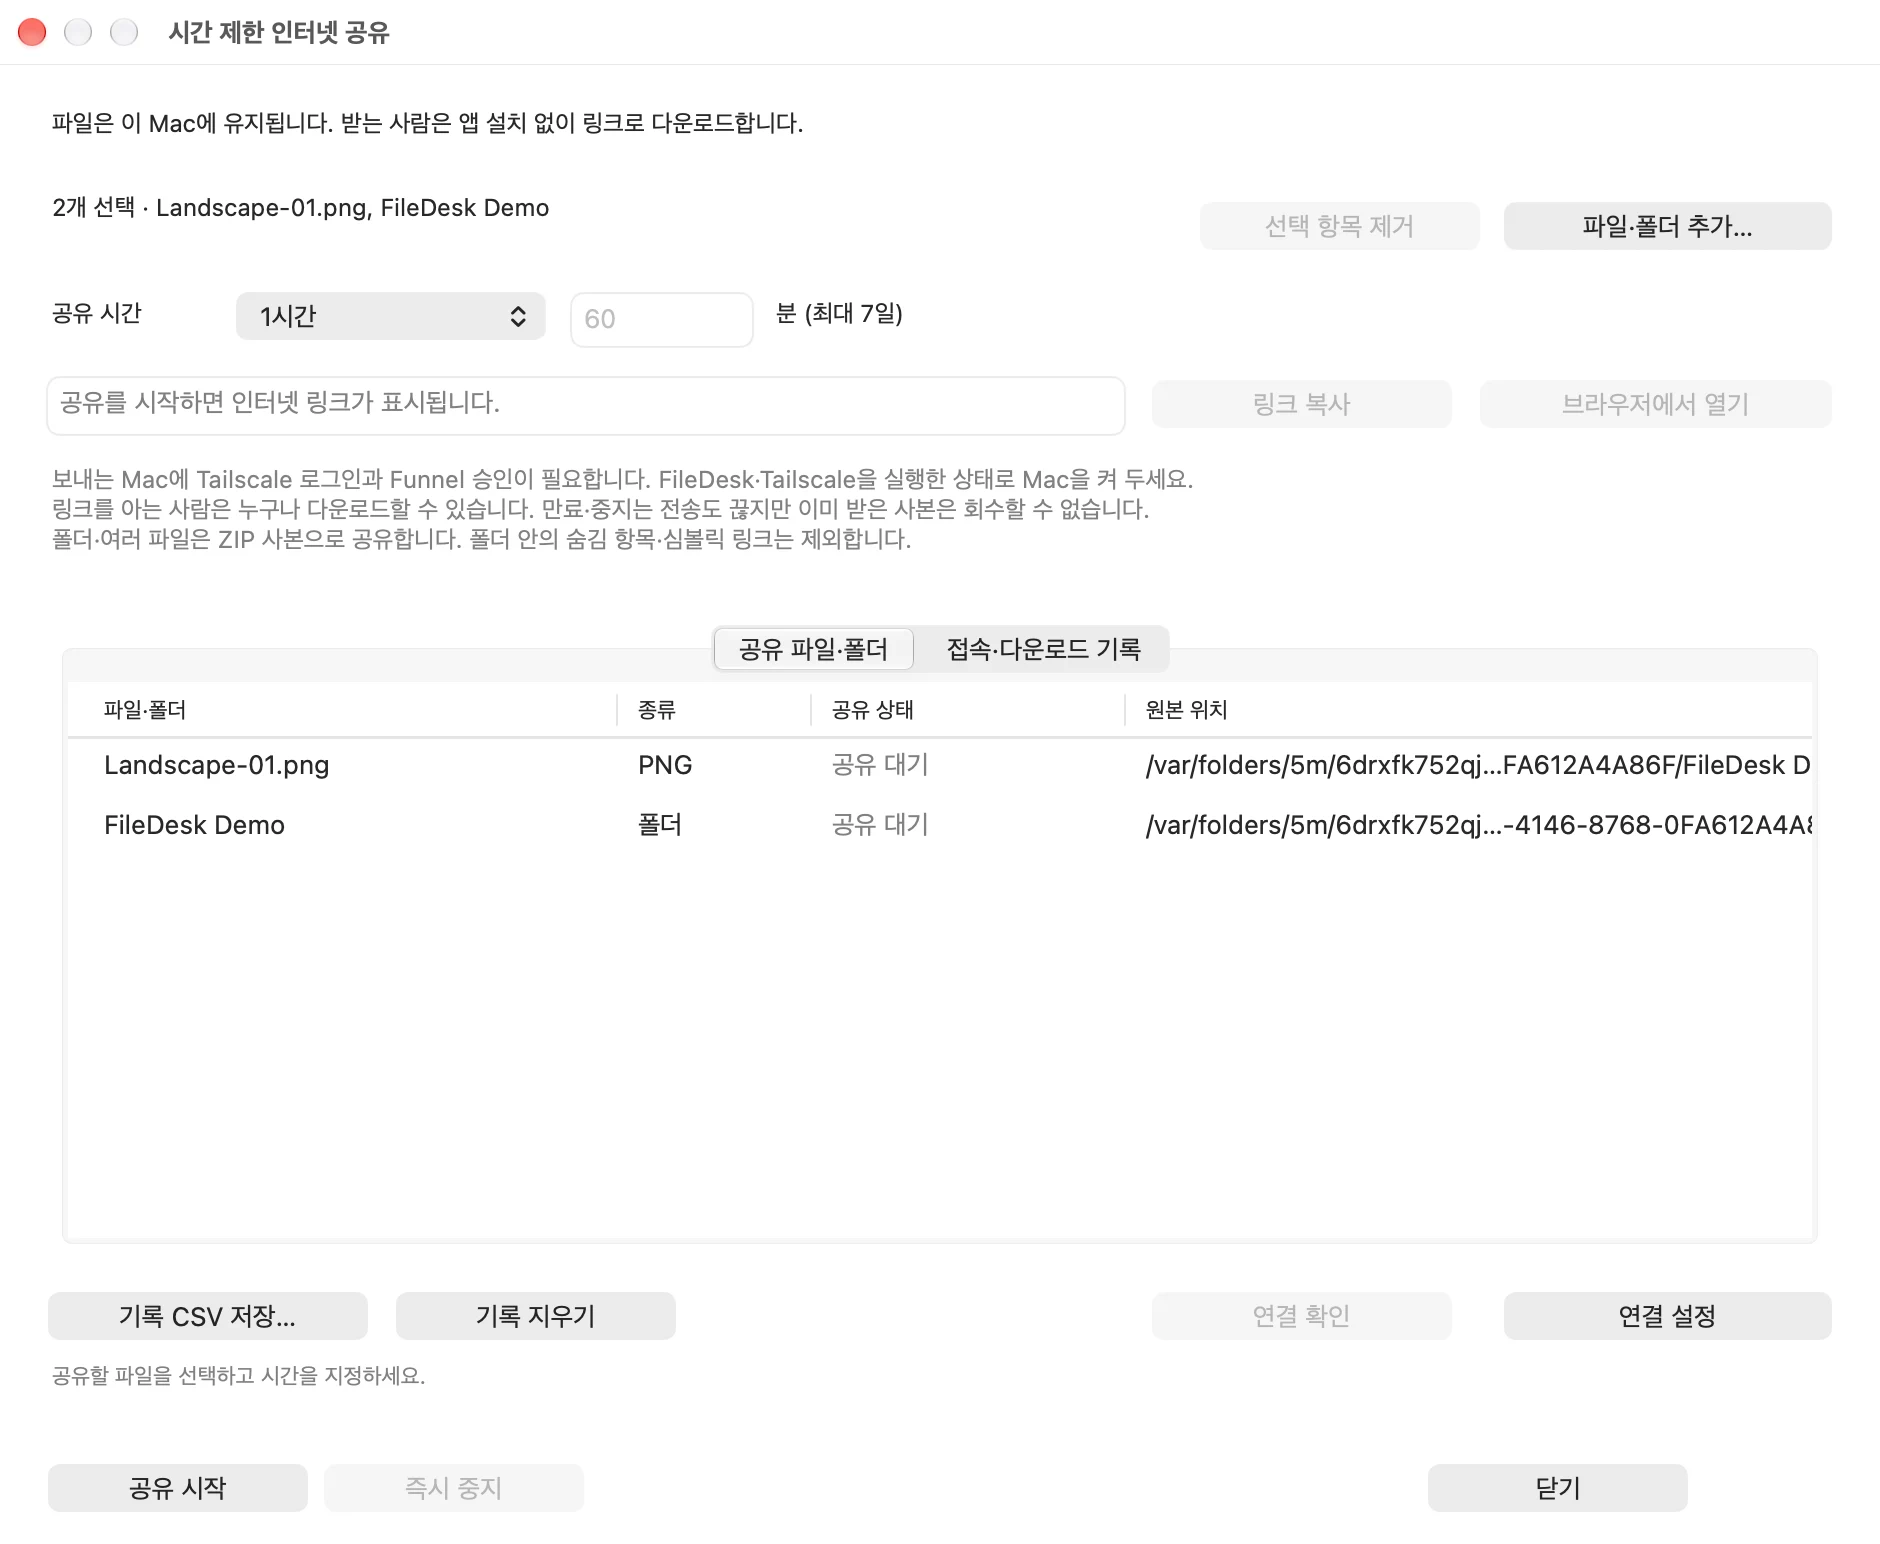 시간 제한 인터넷 공유
파일은 이 Mac에 유지됩니다. 받는 사람은 앱 설치 없이 링크로 다운로드합니다.
2개 선택 · Landscape-01.png, FileDesk Demo
선택 항목 제거
파일·폴더 추가...
공유 시간
1시간
60
분 (최대 7일)
공유를 시작하면 인터넷 링크가 표시됩니다.
링크 복사
브라우저에서 열기
보내는 Mac에 Tailscale 로그인과 Funnel 승인이 필요합니다. FileDesk·Tailscale을 실행한 상태로 Mac을 켜 두세요.
링크를 아는 사람은 누구나 다운로드할 수 있습니다. 만료·중지는 전송도 끊지만 이미 받은 사본은 회수할 수 없습니다.
폴더·여러 파일은 ZIP 사본으로 공유합니다. 폴더 안의 숨김 항목·심볼릭 링크는 제외합니다.
공유 파일·폴더
접속·다운로드 기록
파일·폴더
종류
공유 상태
원본 위치
Landscape-01.png
PNG
공유 대기
/var/folders/5m/6drxfk752qj...FA612A4A86F/FileDesk D
FileDesk Demo
폴더
공유 대기
/var/folders/5m/6drxfk752qj...-4146-8768-0FA612A4A8
기록 CSV 저장...
기록 지우기
연결 확인
연결 설정
공유할 파일을 선택하고 시간을 지정하세요.
공유 시작
즉시 중지
닫기